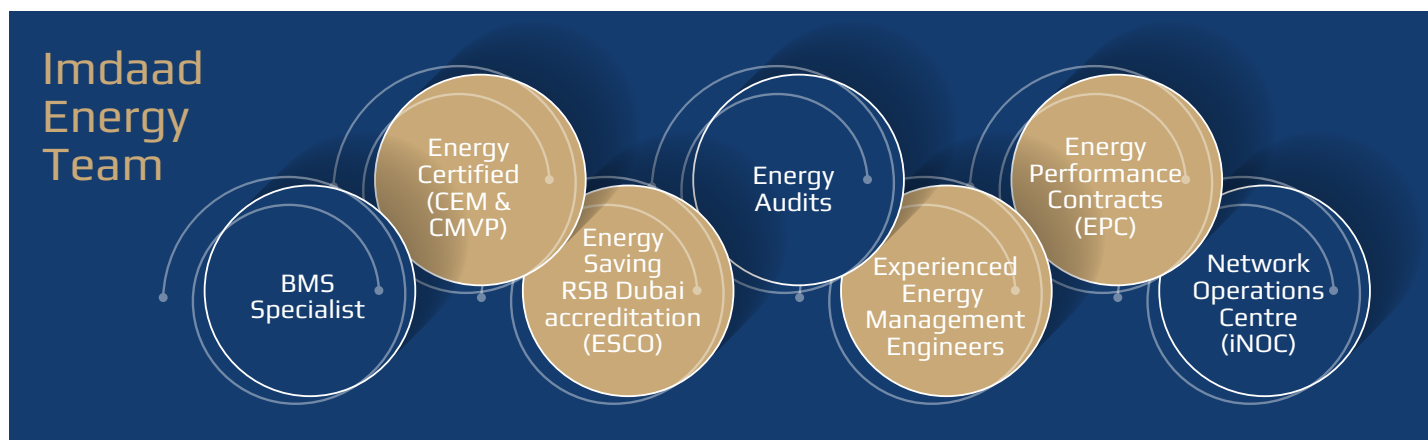 Imdaad
Energy
Team
BMS
Specialist
Energy
Certified
(CEM &
CMVP)
Energy
Saving
RSB Dubai
accreditation
(ESCO)
Energy
Audits
Experienced
Energy
Management
Engineers
Energy
Performance
Contracts
(EPC)
Network
Operations
Centre
(iNOC)